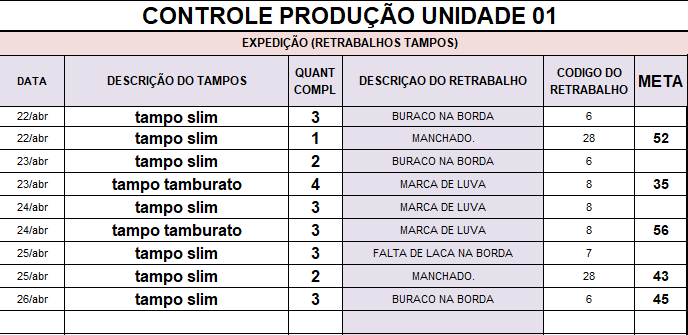 CONTROLE PRODUÇÃO UNIDADE 01
EXPEDIÇÃO (RETRABALHOS TAMPOS)
DATA DESCRIÇÃO DO TAMPOS QUANT COMPL DESCRIÇAO DO RETRABALHO CODIGO DO RETRABALHO META
22/abr tampo slim 3 BURACO NA BORDA 6
22/abr tampo slim 1 MANCHADO. 28 52
23/abr tampo slim 2 BURACO NA BORDA 6
23/abr tampo tamburato 4 MARCA DE LUVA 8 35
24/abr tampo slim 3 MARCA DE LUVA 8
24/abr tampo tamburato 3 MARCA DE LUVA 8 56
25/abr tampo slim 3 FALTA DE LACA NA BORDA 7
25/abr tampo slim 2 MANCHADO. 28 43
26/abr tampo slim 3 BURACO NA BORDA 6 45